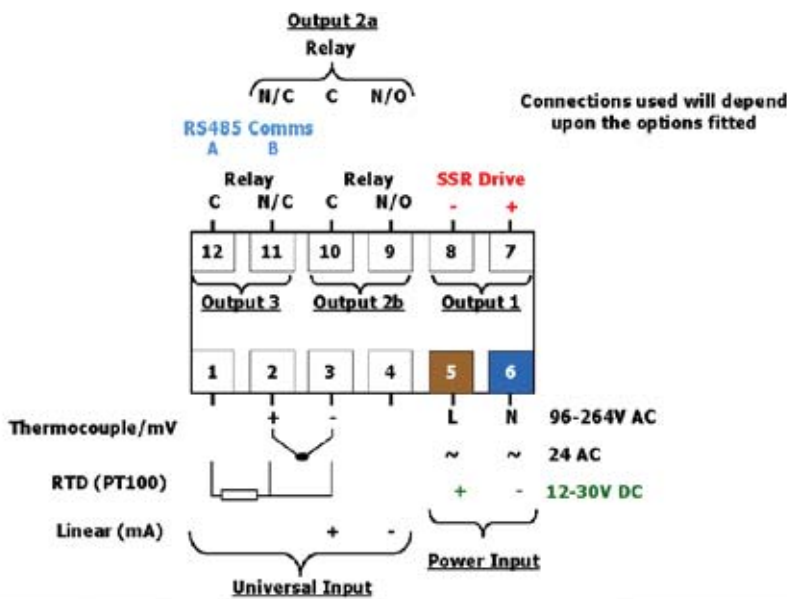 Output 2a
Relay
N/C C N/O
Connections used will depend
upon the options fitted
RS485 Comms
A B
Relay Relay SSR Drive
C N/C C N/O - +
12 11 10 9 8 7
Output 3 Output 2b Output 1
1 2 3 4 5 6
+ - L N 96-264V AC
Thermocouple/mV
~ ~ 24 AC
RTD (PT100)
+ - 12-30V DC
Linear (mA) + -
Power Input
Universal Input